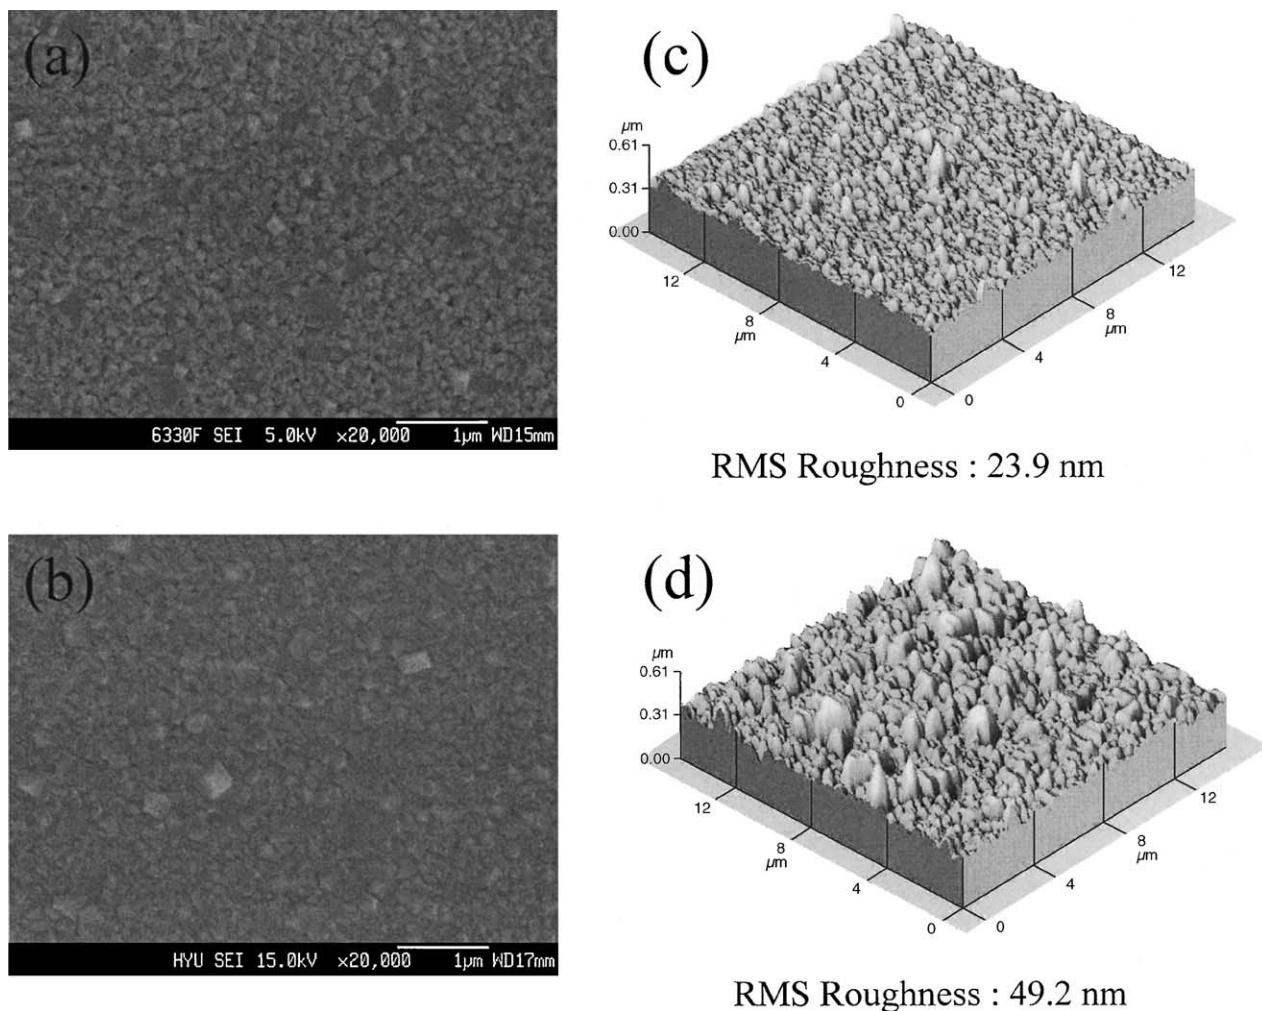 (a)
6330F SEI 5.0kV ×20,000 1μm WD15mm
(c)
μm
0.61
0.31
0.00
12
8
μm
4
0
0
4
8
μm
12
RMS Roughness : 23.9 nm
(b)
HYU SEI 15.0kV ×20,000 1μm WD17mm
(d)
μm
0.61
0.31
0.00
12
8
μm
4
0
0
4
8
μm
12
RMS Roughness : 49.2 nm